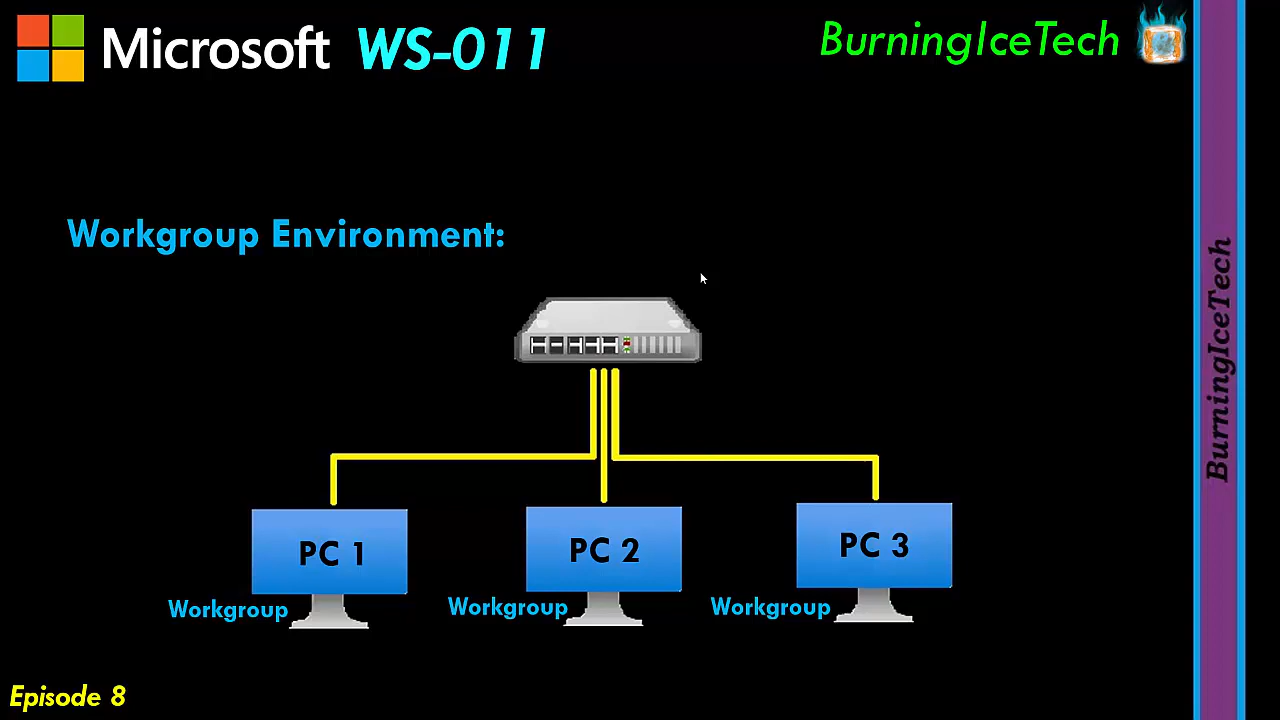 Microsoft WS-011
BurningIceTech
Workgroup Environment:
PC 1
PC 2
PC 3
Workgroup
Workgroup
Workgroup
Episode 8
BurningIceTech